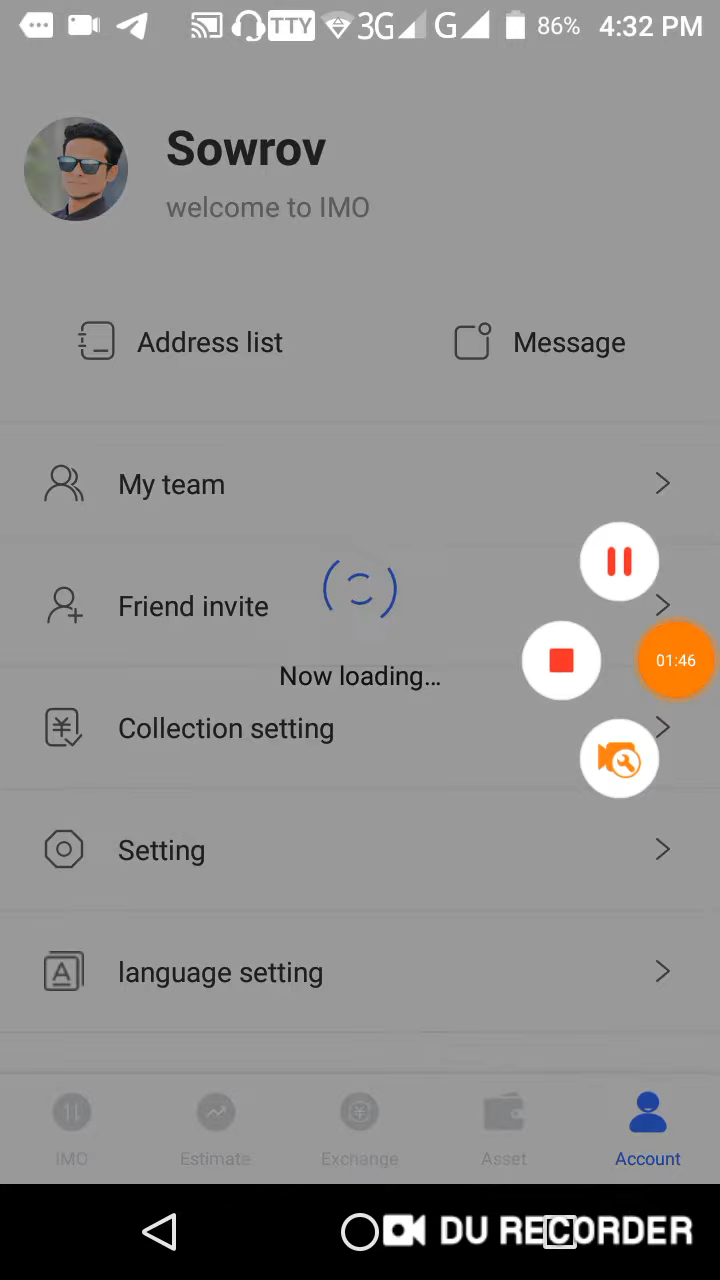 TTY 3G G 86% 4:32 PM
Sowrov
welcome to IMO
Address list
Message
My team
Friend invite
Now loading...
01:46
Collection setting
Setting
language setting
IMO
Estimate
Exchange
Asset
Account
DU RECORDER